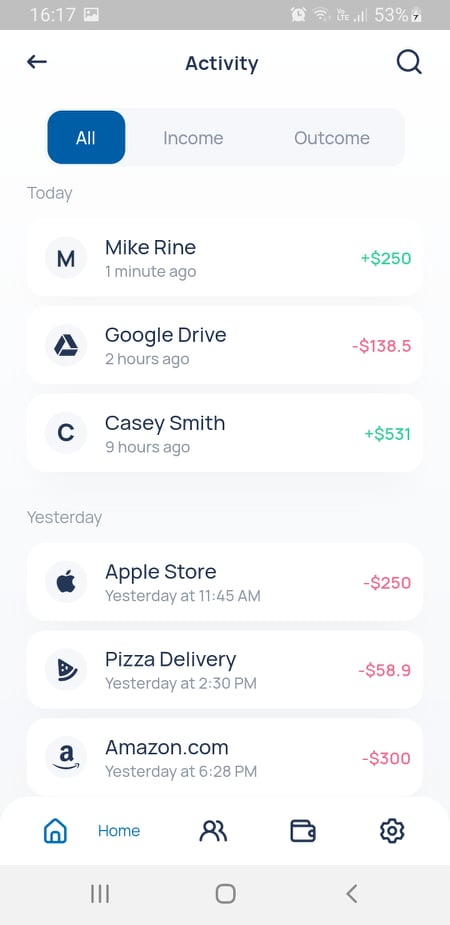 16:17 Vo LTE 53%
Activity
All Income Outcome
Today
M Mike Rine +$250
1 minute ago
Google Drive -$138.5
2 hours ago
C Casey Smith +$531
9 hours ago
Yesterday
Apple Store -$250
Yesterday at 11:45 AM
Pizza Delivery -$58.9
Yesterday at 2:30 PM
a Amazon.com -$300
Yesterday at 6:28 PM
Home